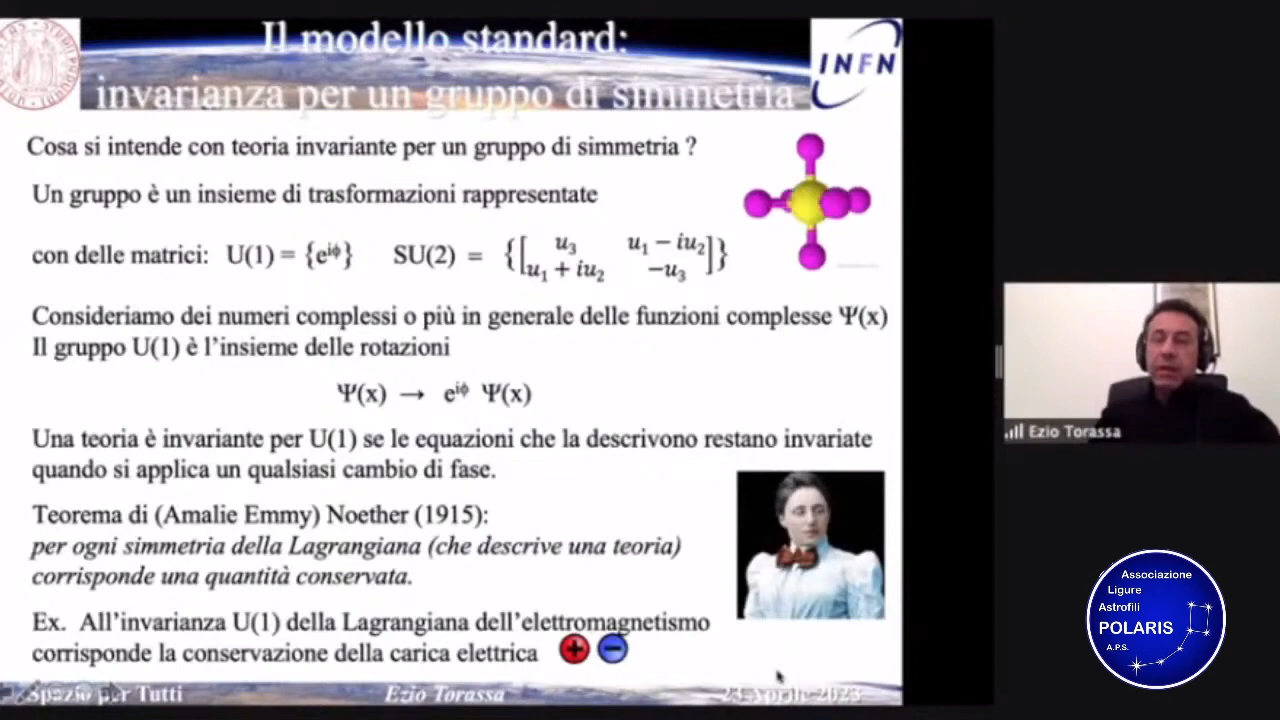 Il modello standard:
invarianza per un gruppo di simmetria
INFN
Cosa si intende con teoria invariante per un gruppo di simmetria ?
Un gruppo è un insieme di trasformazioni rappresentate
con delle matrici: U(1) = {e^{iϕ}} SU(2) = {[u₃ u₁ − iu₂
u₁ + iu₂ −u₃]}
Consideriamo dei numeri complessi o più in generale delle funzioni complesse Ψ(x)
Il gruppo U(1) è l'insieme delle rotazioni
Ψ(x) → e^{iϕ} Ψ(x)
Una teoria è invariante per U(1) se le equazioni che la descrivono restano invariate
quando si applica un qualsiasi cambio di fase.
Teorema di (Amalie Emmy) Noether (1915):
per ogni simmetria della Lagrangiana (che descrive una teoria)
corrisponde una quantità conservata.
Ex. All'invarianza U(1) della Lagrangiana dell'elettromagnetismo
corrisponde la conservazione della carica elettrica + −
Spazio per Tutti Ezio Torassa 23 Aprile 2023
Ezio Torassa
Associazione
Ligure
Astrofili
POLARIS
A.P.S.